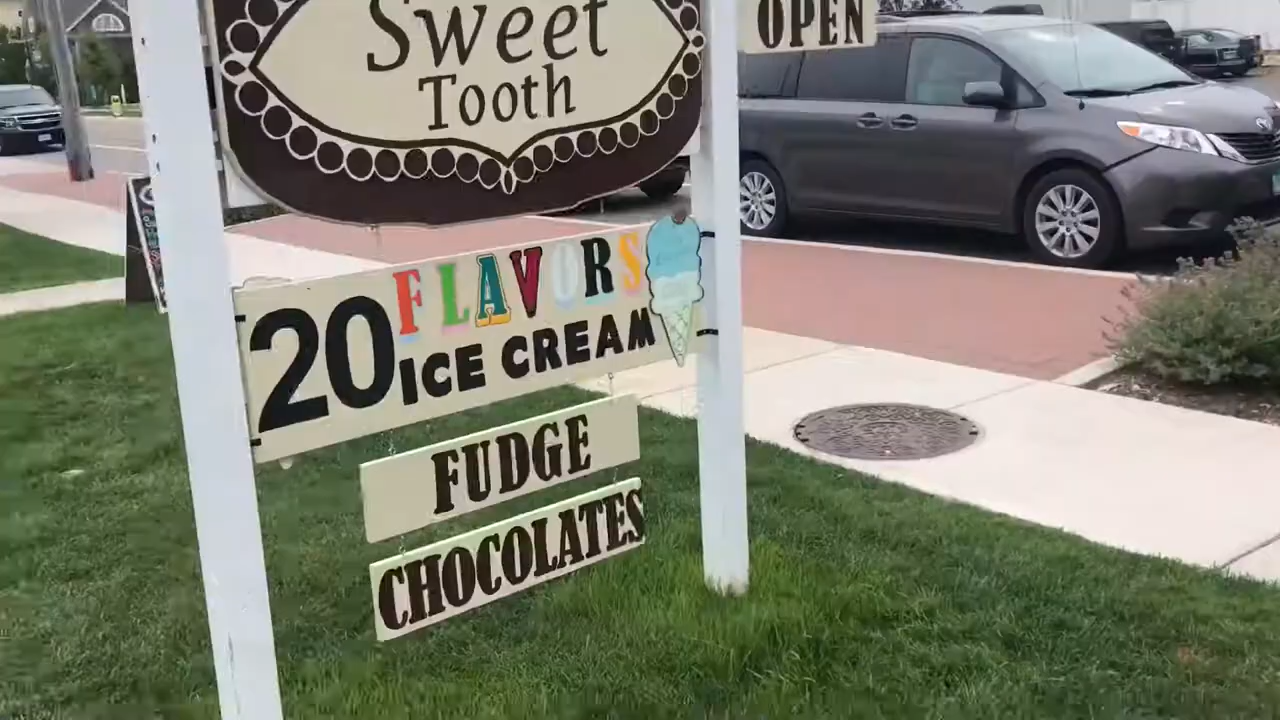 Sweet
Tooth
OPEN
20 FLAVORS
ICE CREAM
FUDGE
CHOCOLATES